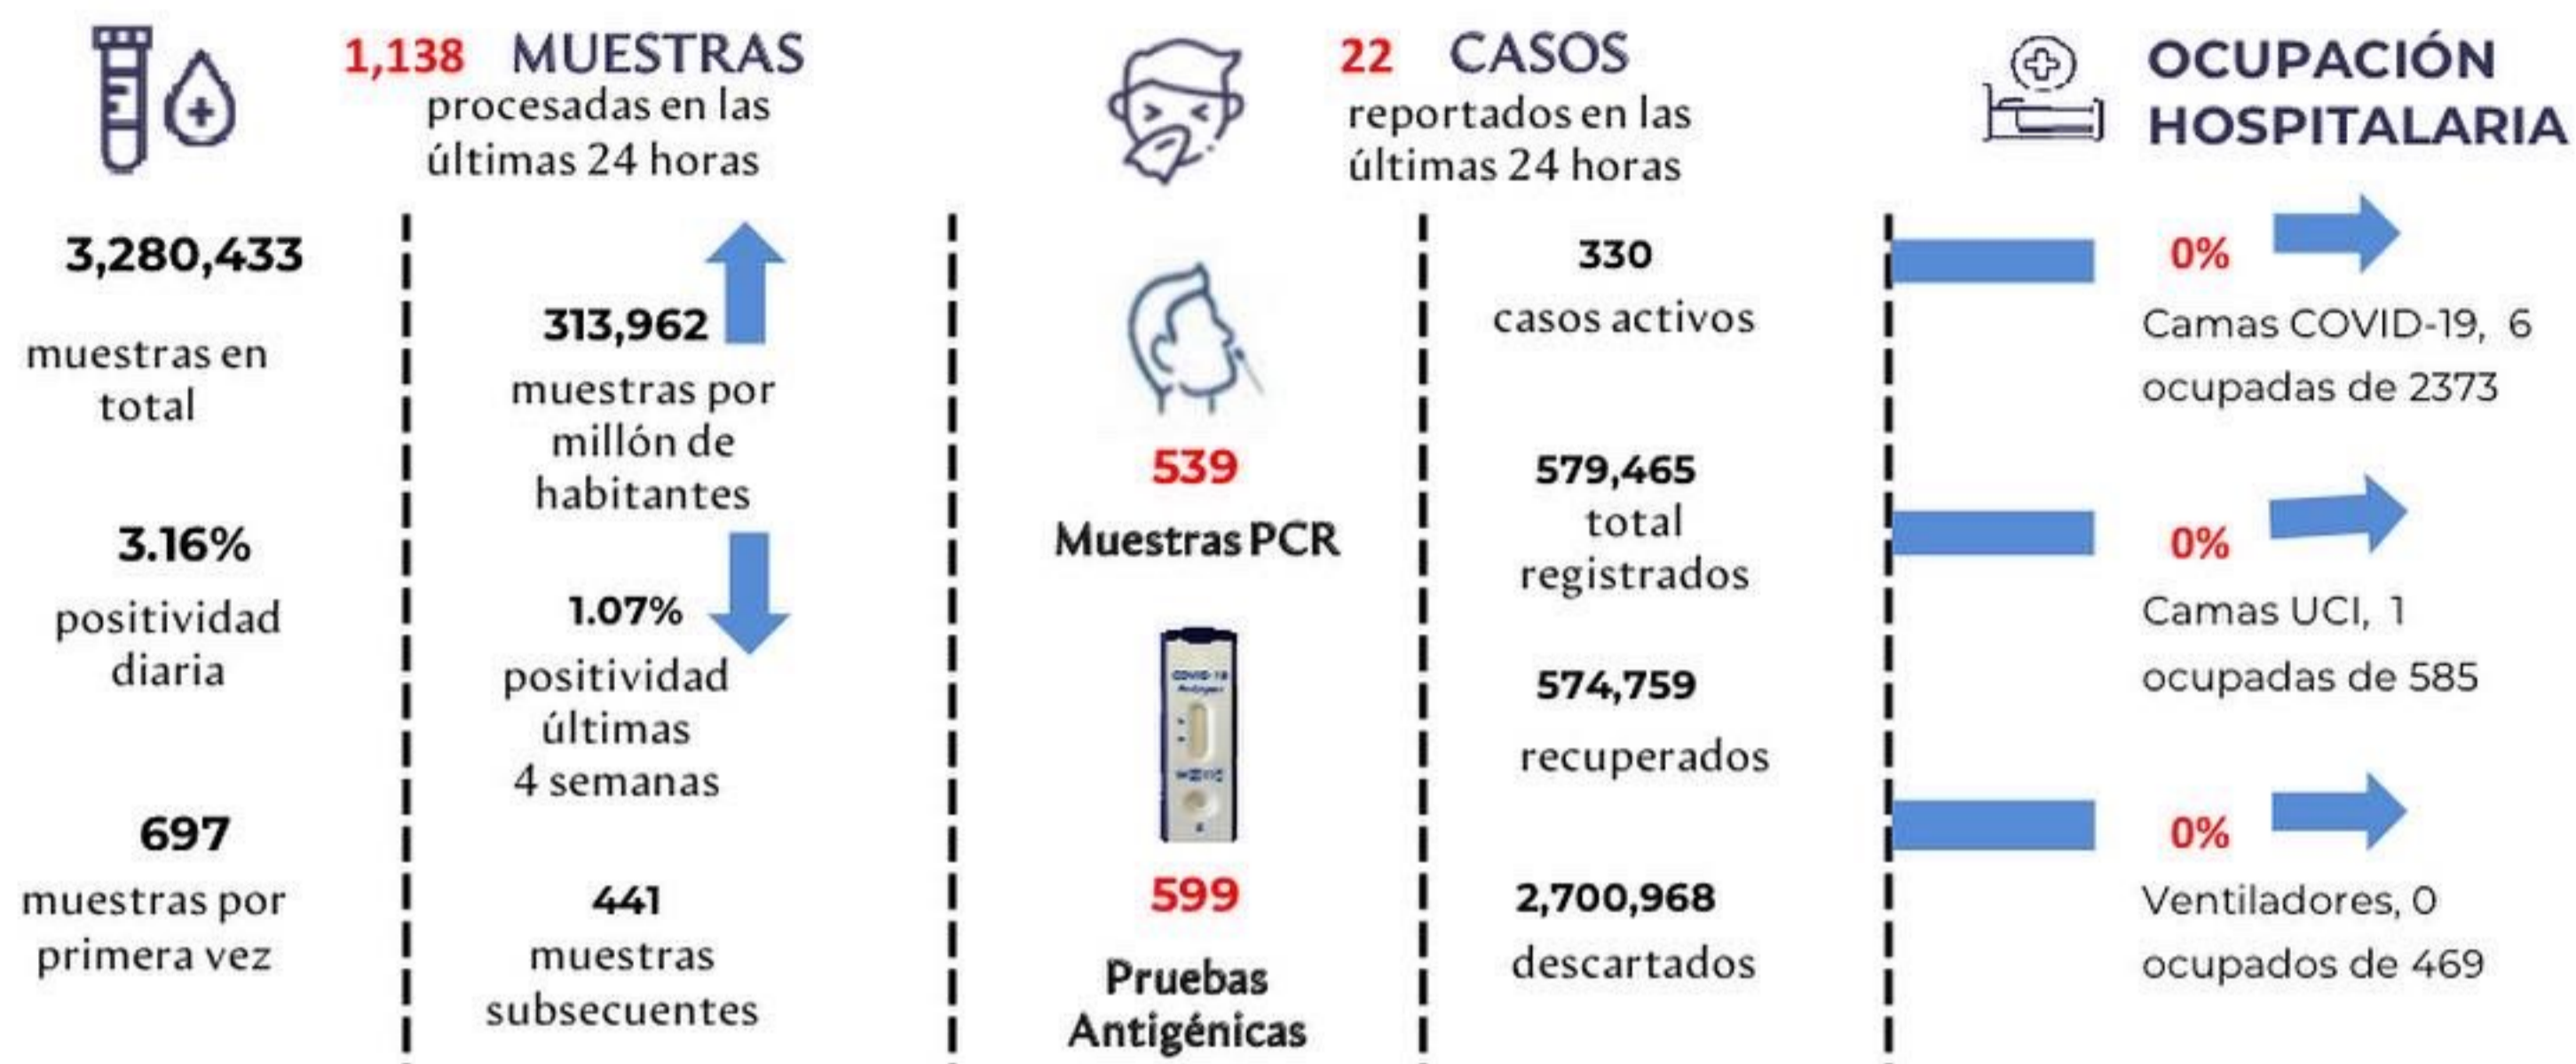 1,138 MUESTRAS
procesadas en las
últimas 24 horas
3,280,433
muestras en
total
3.16%
positividad
diaria
697
muestras por
primera vez
313,962
muestras por
millón de
habitantes
1.07%
positividad
últimas
4 semanas
441
muestras
subsecuentes
22 CASOS
reportados en las
últimas 24 horas
539
Muestras PCR
COVID-19
Antigen
599
Pruebas
Antigénicas
330
casos activos
579,465
total
registrados
574,759
recuperados
2,700,968
descartados
OCUPACIÓN
HOSPITALARIA
0%
Camas COVID-19, 6
ocupadas de 2373
0%
Camas UCI, 1
ocupadas de 585
0%
Ventiladores, 0
ocupados de 469